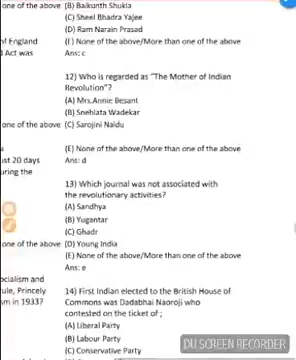 one of the above
of England
Act was
one of the above
ast 20 days
uring the
one of the above
ocialism and
rule, Princely
sm in 1933?
(B) Baikunth Shukla
(C) Sheel Bhadra Yajee
(D) Ram Narain Prasad
(E) None of the above/More than one of the above
Ans: c
12) Who is regarded as "The Mother of Indian
Revolution"?
(A) Mrs.Annie Besant
(B) Snehlata Wadekar
(C) Sarojini Naidu
(E) None of the above/More than one of the above
Ans: d
13) Which journal was not associated with
the revolutionary activities?
(A) Sandhya
(B) Yugantar
(C) Ghadr
(D) Young India
(E) None of the above/More than one of the above
Ans: e
14) First Indian elected to the British House of
Commons was Dadabhai Naoroji who
contested on the ticket of ;
(A) Liberal Party
(B) Labour Party
(C) Conservative Party
DU SCREEN RECORDER